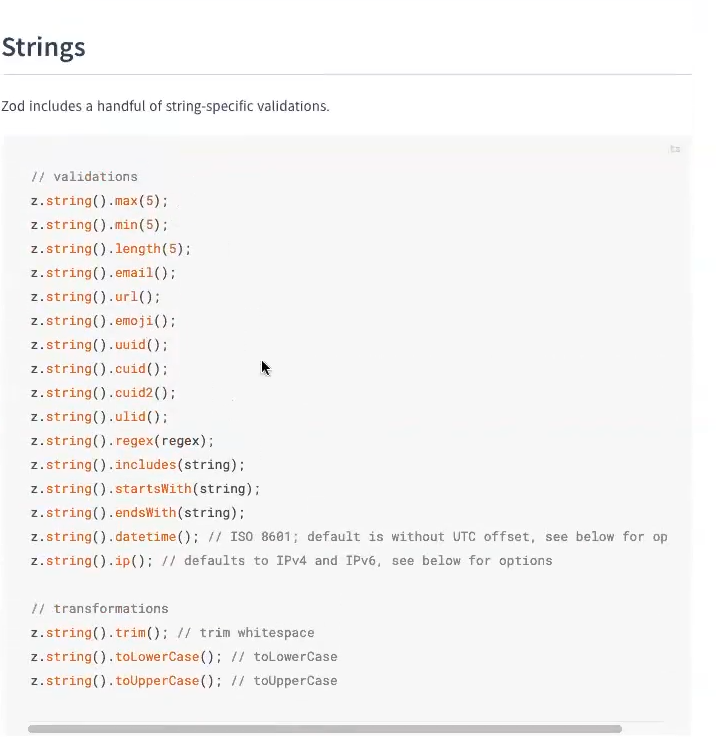 Strings
Zod includes a handful of string-specific validations.
ts
// validations
z.string().max(5);
z.string().min(5);
z.string().length(5);
z.string().email();
z.string().url();
z.string().emoji();
z.string().uuid();
z.string().cuid();
z.string().cuid2();
z.string().ulid();
z.string().regex(regex);
z.string().includes(string);
z.string().startsWith(string);
z.string().endsWith(string);
z.string().datetime(); // ISO 8601; default is without UTC offset, see below for op
z.string().ip(); // defaults to IPv4 and IPv6, see below for options
// transformations
z.string().trim(); // trim whitespace
z.string().toLowerCase(); // toLowerCase
z.string().toUpperCase(); // toUpperCase